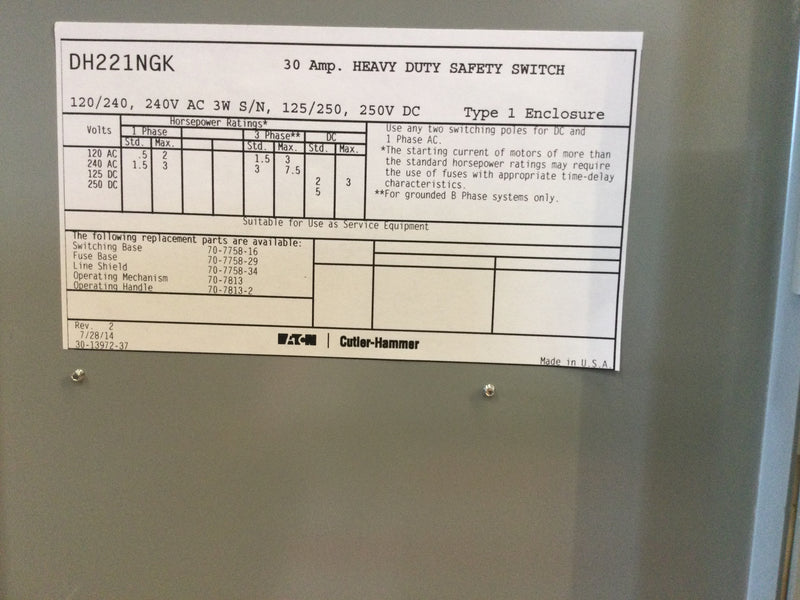 DH221NGK 30 Amp. HEAVY DUTY SAFETY SWITCH
120/240, 240V AC 3W S/N, 125/250, 250V DC Type 1 Enclosure
Horsepower Ratings*
Volts 1 Phase 3 Phase** DC
Std. Max. Std. Max. Std. Max.
120 AC .5 2 1.5 3
240 AC 1.5 3 3 7.5
125 DC 2 3
250 DC 5
Use any two switching poles for DC and
1 Phase AC.
*The starting current of motors of more than
the standard horsepower ratings may require
the use of fuses with appropriate time-delay
characteristics.
**For grounded B Phase systems only.
Suitable for Use as Service Equipment
The following replacement parts are available:
Switching Base 70-7758-16
Fuse Base 70-7758-29
Line Shield 70-7758-34
Operating Mechanism 70-7813
Operating Handle 70-7813-2
Rev. 2
7/28/14
30-13972-37
EATON | Cutler-Hammer
Made in U.S.A.